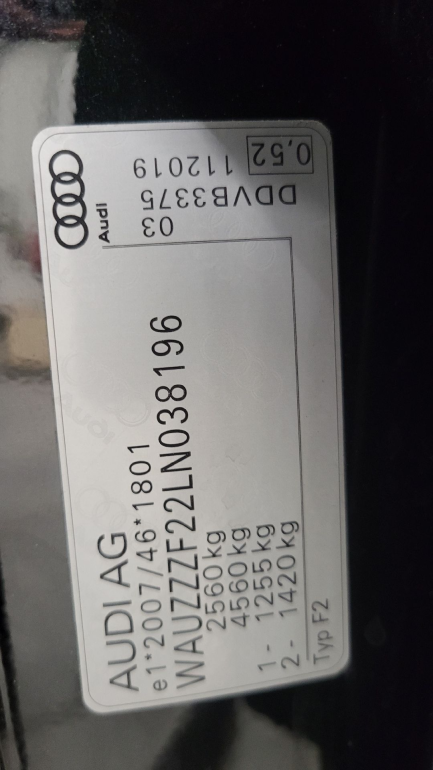 AUDI AG
e1*2007/46*1801
WAUZZZF22LN038196
2560 kg
4560 kg
1- 1255 kg
2- 1420 kg
Typ F2
Audi
03
DDVB3375
0,52 112019